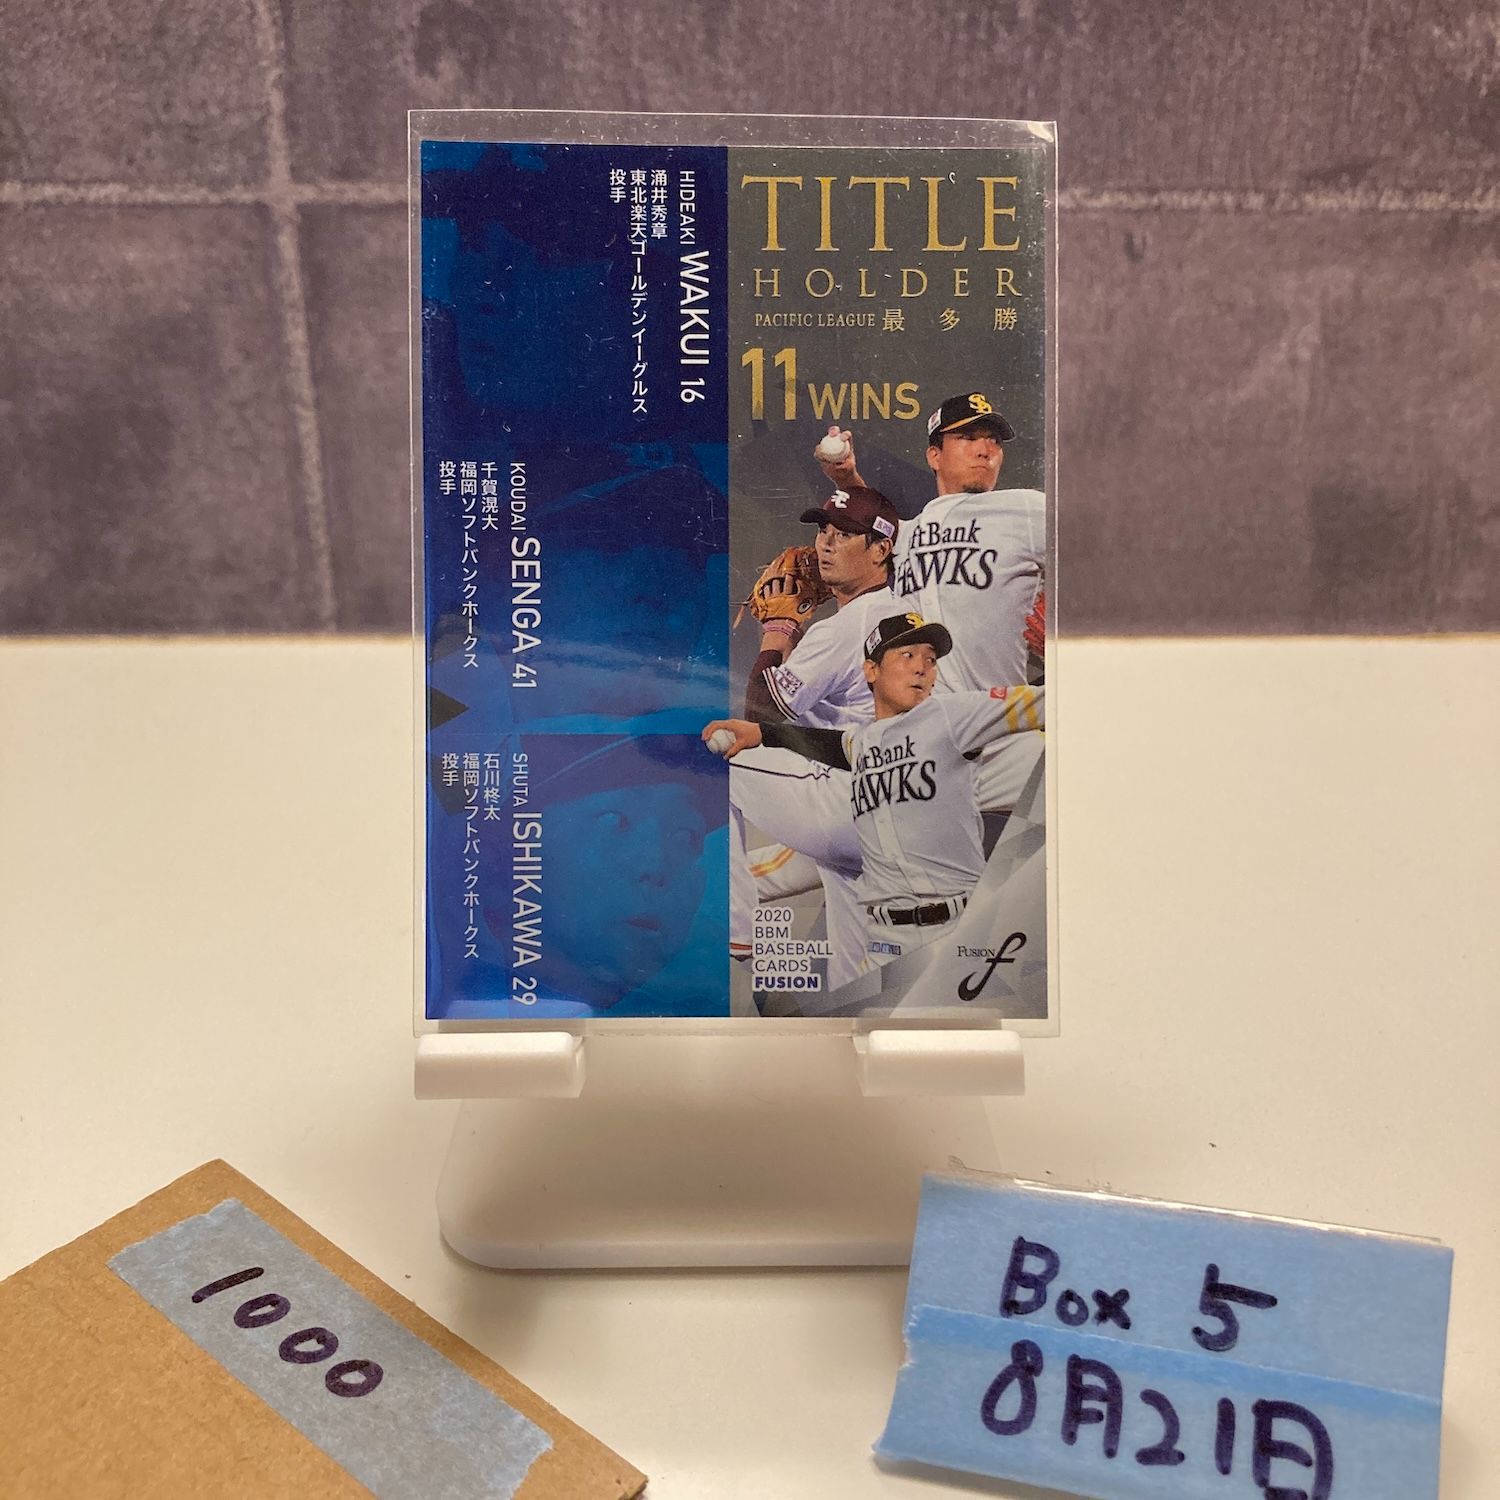 HIDEAKI WAKUI 16
涌井秀章
東北楽天ゴールデンイーグルス
投手
KOUDAI SENGA 41
千賀滉大
福岡ソフトバンクホークス
投手
SHUTA ISHIKAWA 29
石川柊太
福岡ソフトバンクホークス
投手
TITLE
HOLDER
PACIFIC LEAGUE 最多勝
11 WINS
ftBank
HAWKS
ftBank
HAWKS
2020
BBM
BASEBALL
CARDS
FUSION
FUSION f
1000
Box 5
8月21日